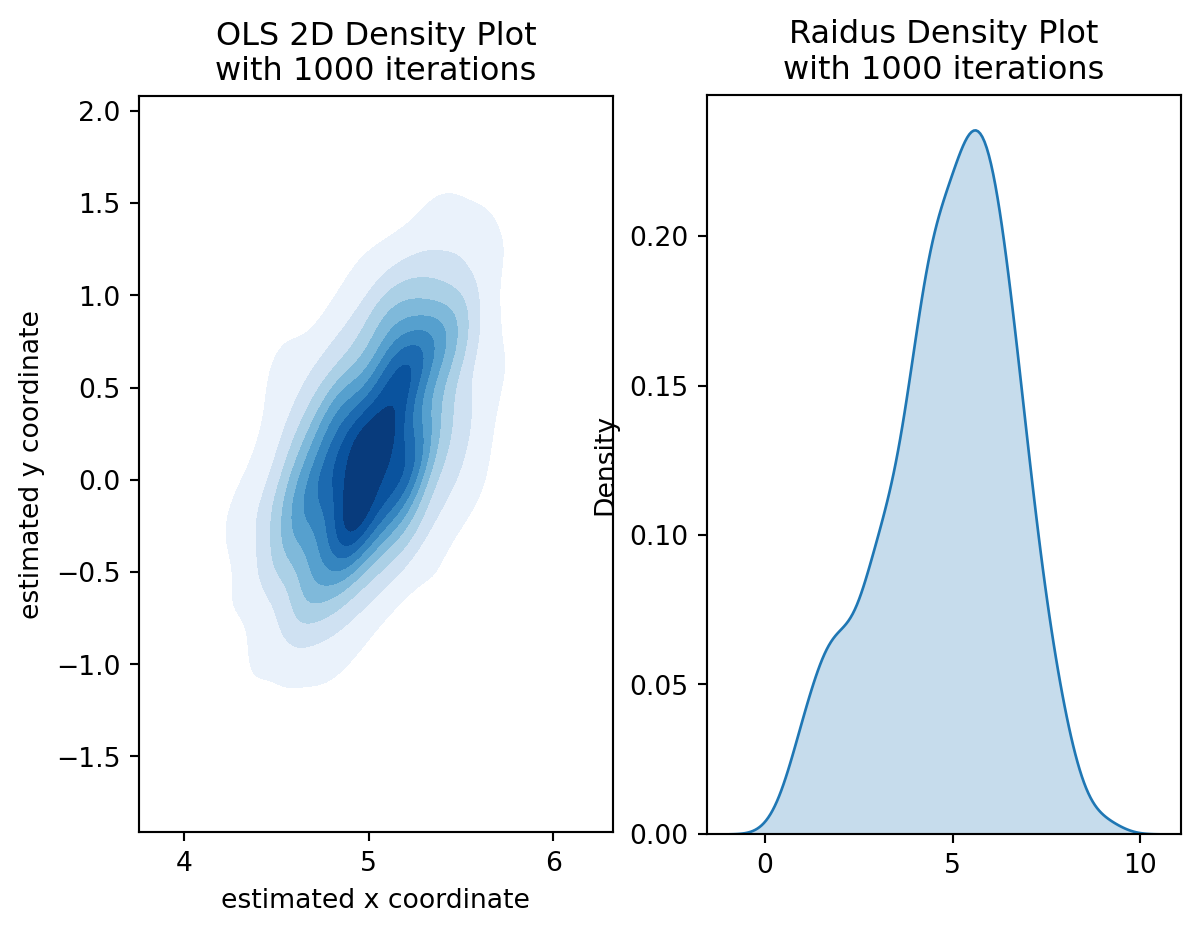 OLS 2D Density Plot
with 1000 iterations
estimated y coordinate
2.0
1.5
1.0
0.5
0.0
−0.5
−1.0
−1.5
4
5
6
estimated x coordinate
Raidus Density Plot
with 1000 iterations
Density
0.20
0.15
0.10
0.05
0.00
0
5
10